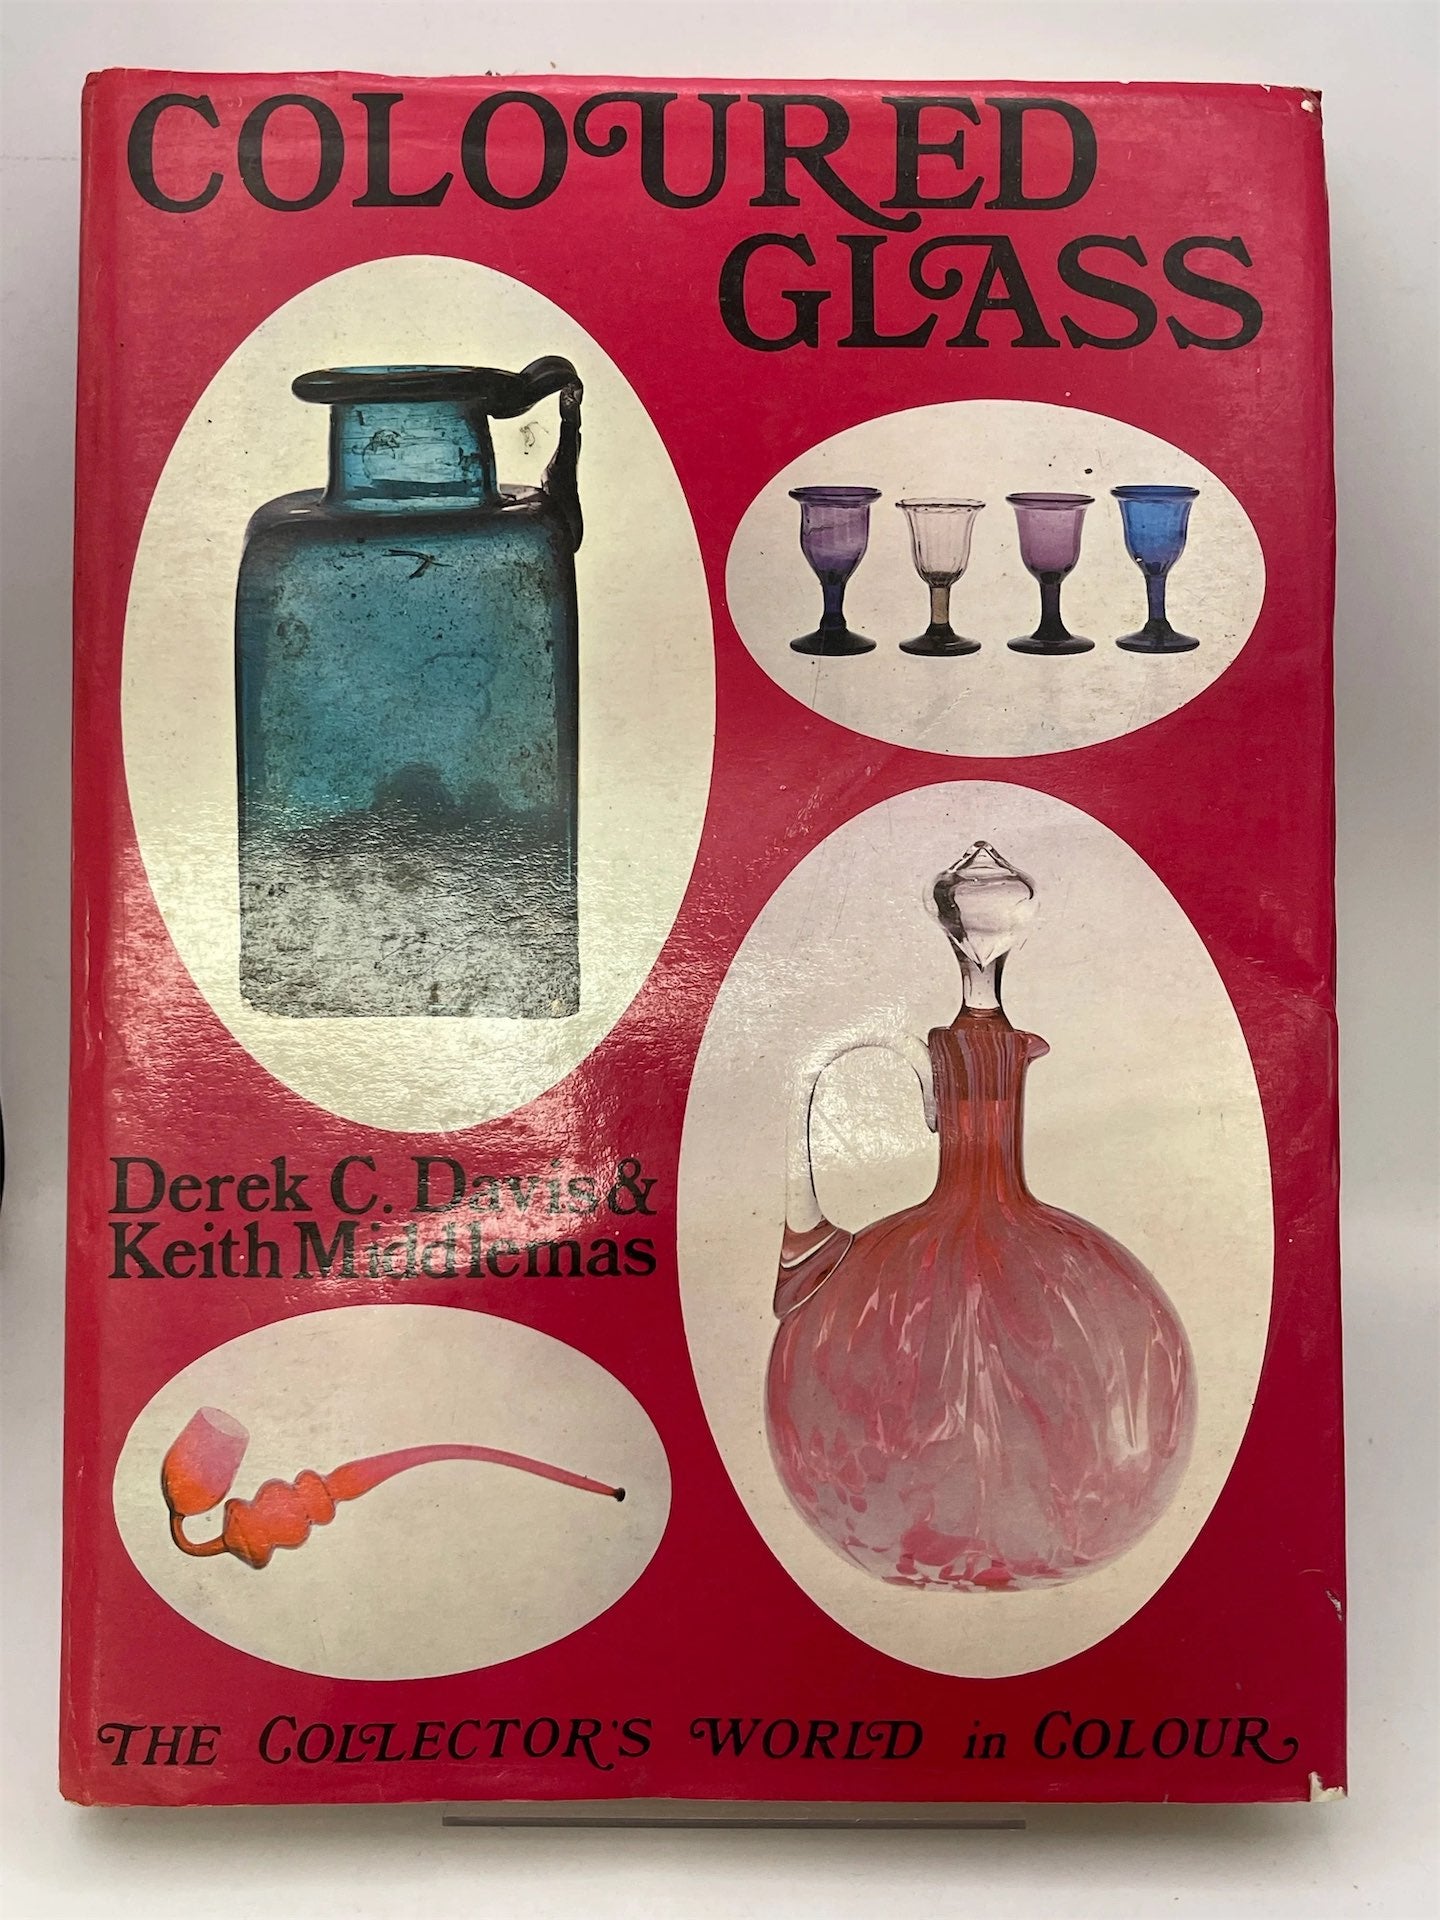 COLOURED
GLASS
Derek C. Davis &
Keith Middlemas
THE COLLECTOR'S WORLD in COLOUR